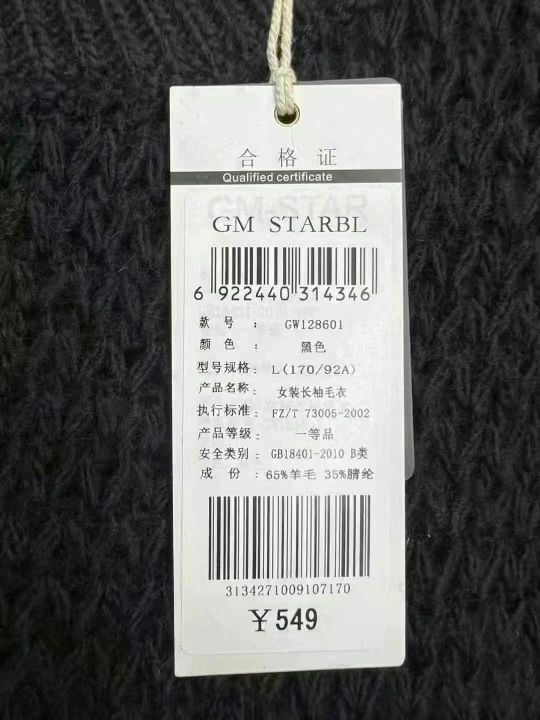 合格证
Qualified certificate
GM STARBL
6 922440 314346
款号： GW128601
颜色： 黑色
型号规格： L(170/92A)
产品名称： 女装长袖毛衣
执行标准： FZ/T 73005-2002
产品等级： 一等品
安全类别： GB18401-2010 B类
成份： 65%羊毛 35%腈纶
3134271009107170
￥549